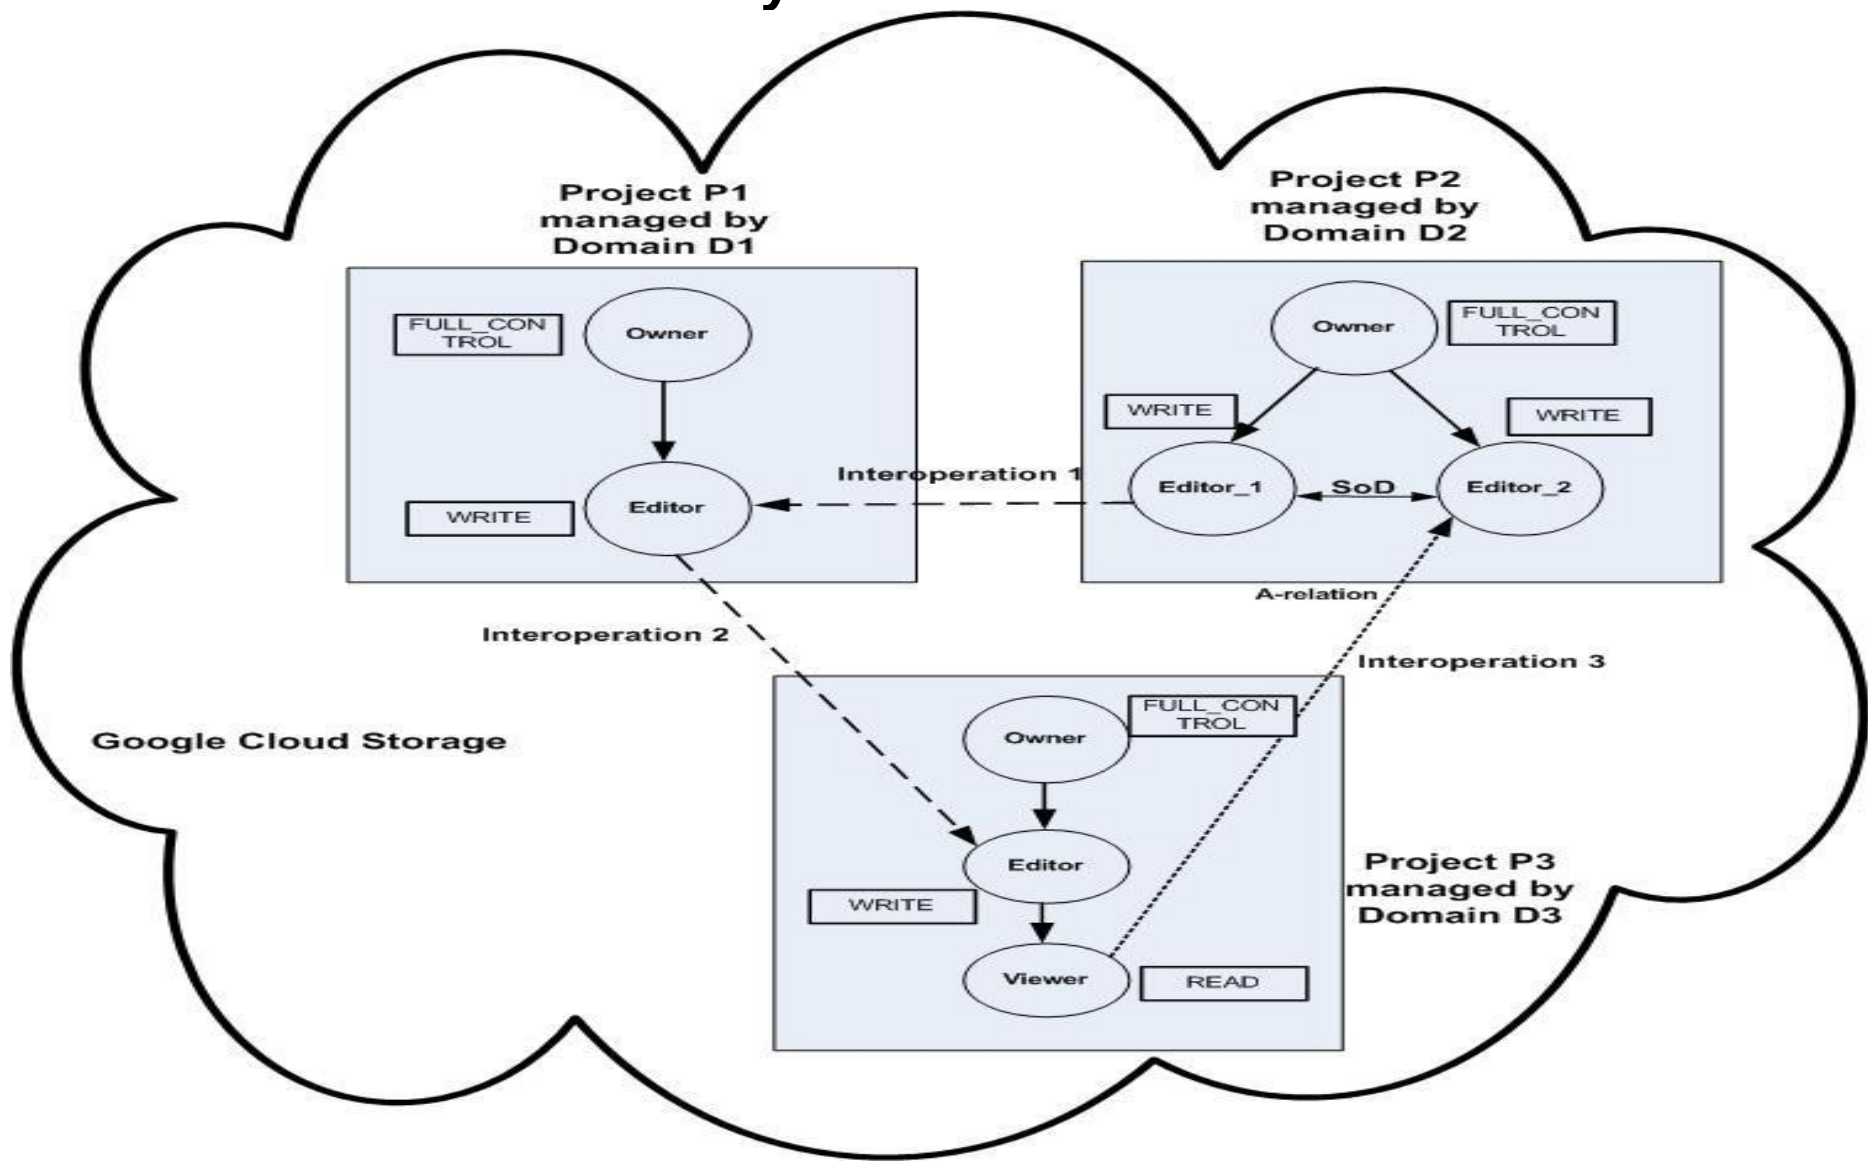 Project P1
managed by
Domain D1
FULL_CON
TROL
Owner
WRITE
Editor
Project P2
managed by
Domain D2
Owner
FULL_CON
TROL
WRITE
WRITE
Editor_1
SoD
Editor_2
Interoperation 1
A-relation
Interoperation 2
Interoperation 3
Google Cloud Storage
Owner
FULL_CON
TROL
Editor
WRITE
Viewer
READ
Project P3
managed by
Domain D3